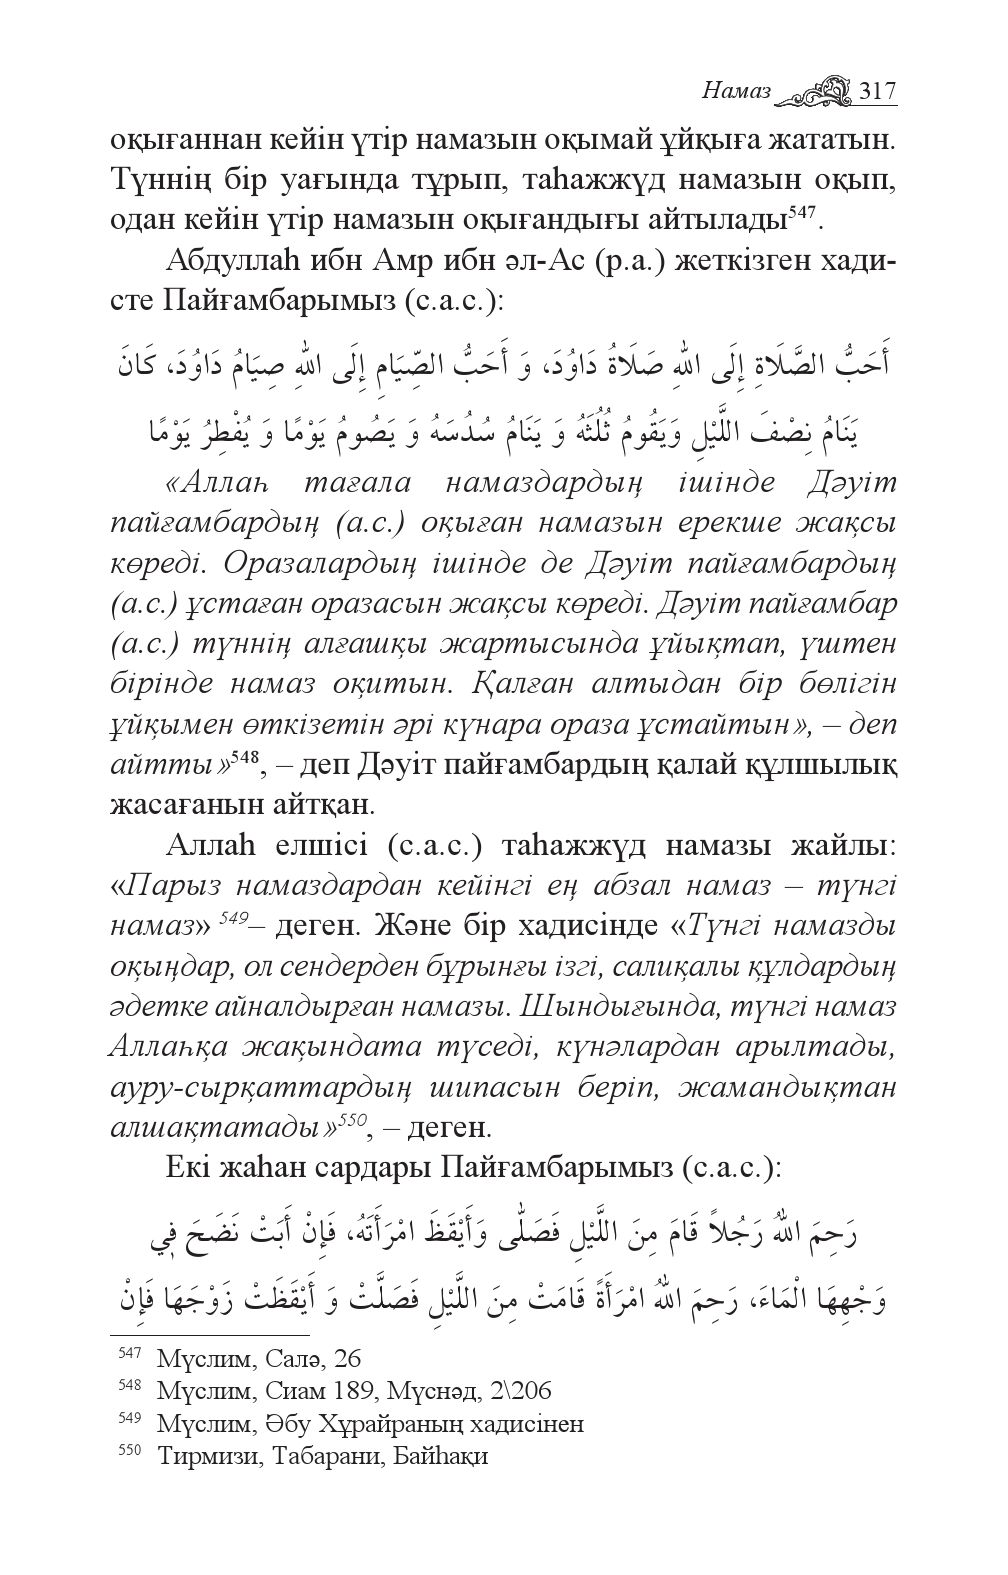 Намаз 317
оқығаннан кейін үтір намазын оқымай ұйқыға жататын.
Түннің бір уағында тұрып, таһажжүд намазын оқып,
одан кейін үтір намазын оқығандығы айтылады547.
Абдуллаһ ибн Амр ибн әл-Ас (р.а.) жеткізген хади-
сте Пайғамбарымыз (с.а.с.):
أَحَبُّ الصَّلَاةِ إِلَى اللهِ صَلَاةُ دَاوُدَ، وَ أَحَبُّ الصِّيَامِ إِلَى اللهِ صِيَامُ دَاوُدَ، كَانَ
يَنَامُ نِصْفَ اللَّيْلِ وَيَقُومُ ثُلُثَهُ وَ يَنَامُ سُدُسَهُ وَ يَصُومُ يَوْمًا وَ يُفْطِرُ يَوْمًا
«Аллаһ тағала намаздардың ішінде Дәуіт
пайғамбардың (а.с.) оқыған намазын ерекше жақсы
көреді. Оразалардың ішінде де Дәуіт пайғамбардың
(а.с.) ұстаған оразасын жақсы көреді. Дәуіт пайғамбар
(а.с.) түннің алғашқы жартысында ұйықтап, үштен
бірінде намаз оқитын. Қалған алтыдан бір бөлігін
ұйқымен өткізетін әрі күнара ораза ұстайтын», – деп
айтты»548, – деп Дәуіт пайғамбардың қалай құлшылық
жасағанын айтқан.
Аллаһ елшісі (с.а.с.) таһажжүд намазы жайлы:
«Парыз намаздардан кейінгі ең абзал намаз – түнгі
намаз» 549– деген. Және бір хадисінде «Түнгі намазды
оқыңдар, ол сендерден бұрынғы ізгі, салиқалы құлдардың
әдетке айналдырған намазы. Шындығында, түнгі намаз
Аллаһқа жақындата түседі, күнәлардан арылтады,
ауру-сырқаттардың шипасын беріп, жамандықтан
алшақтатады»550, – деген.
Екі жаһан сардары Пайғамбарымыз (с.а.с.):
رَحِمَ اللهُ رَجُلاً قَامَ مِنَ اللَّيْلِ فَصَلّٰى وَأَيْقَظَ امْرَأَتَهُ، فَإِنْ أَبَتْ نَضَحَ فِي
وَجْهِهَا الْمَاءَ، رَحِمَ اللهُ امْرَأَةً قَامَتْ مِنَ اللَّيْلِ فَصَلَّتْ وَ أَيْقَظَتْ زَوْجَهَا فَإِنْ
547 Мүслим, Салә, 26
548 Мүслим, Сиам 189, Мүснәд, 2\206
549 Мүслим, Әбу Хұрайраның хадисінен
550 Тирмизи, Табарани, Байһақи